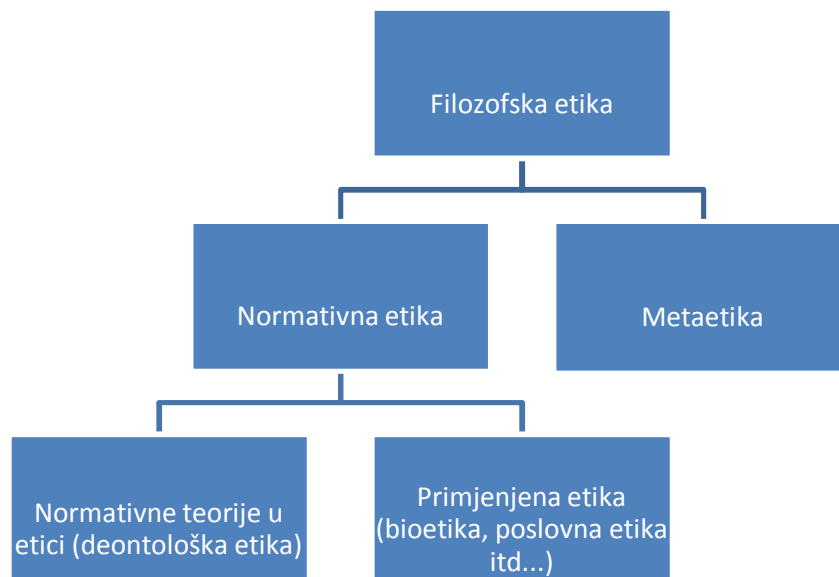 Filozofska etika
Normativna etika
Metaetika
Normativne teorije u
etici (deontološka etika)
Primjenjena etika
(bioetika, poslovna etika
itd...)